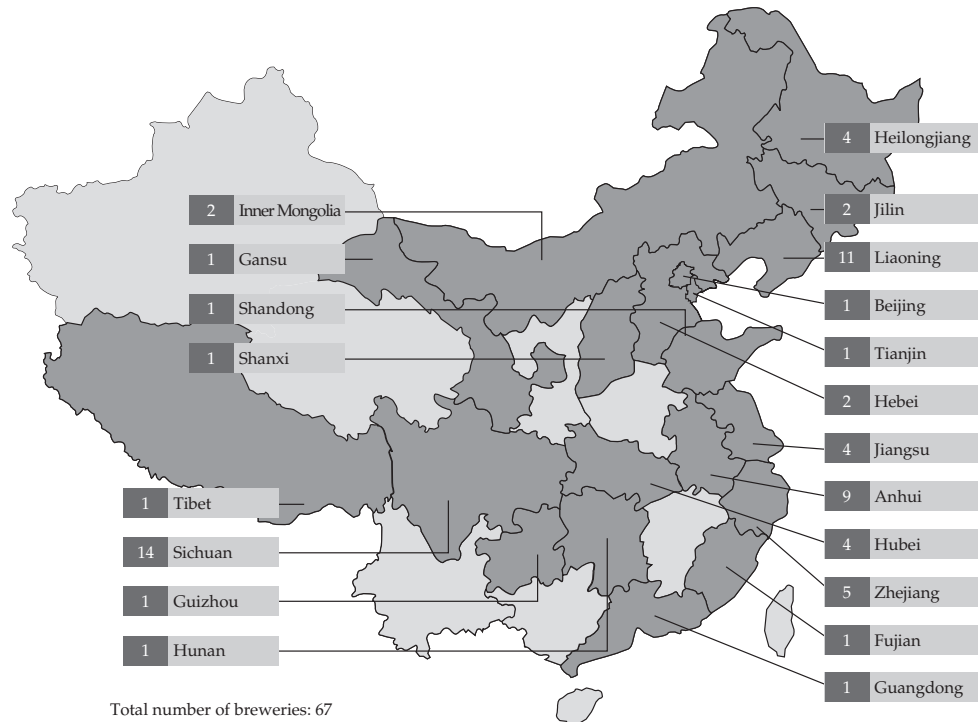 4 Heilongjiang
2 Inner Mongolia
2 Jilin
1 Gansu
11 Liaoning
1 Shandong
1 Beijing
1 Shanxi
1 Tianjin
2 Hebei
4 Jiangsu
1 Tibet
9 Anhui
14 Sichuan
4 Hubei
1 Guizhou
5 Zhejiang
1 Hunan
1 Fujian
1 Guangdong
Total number of breweries: 67